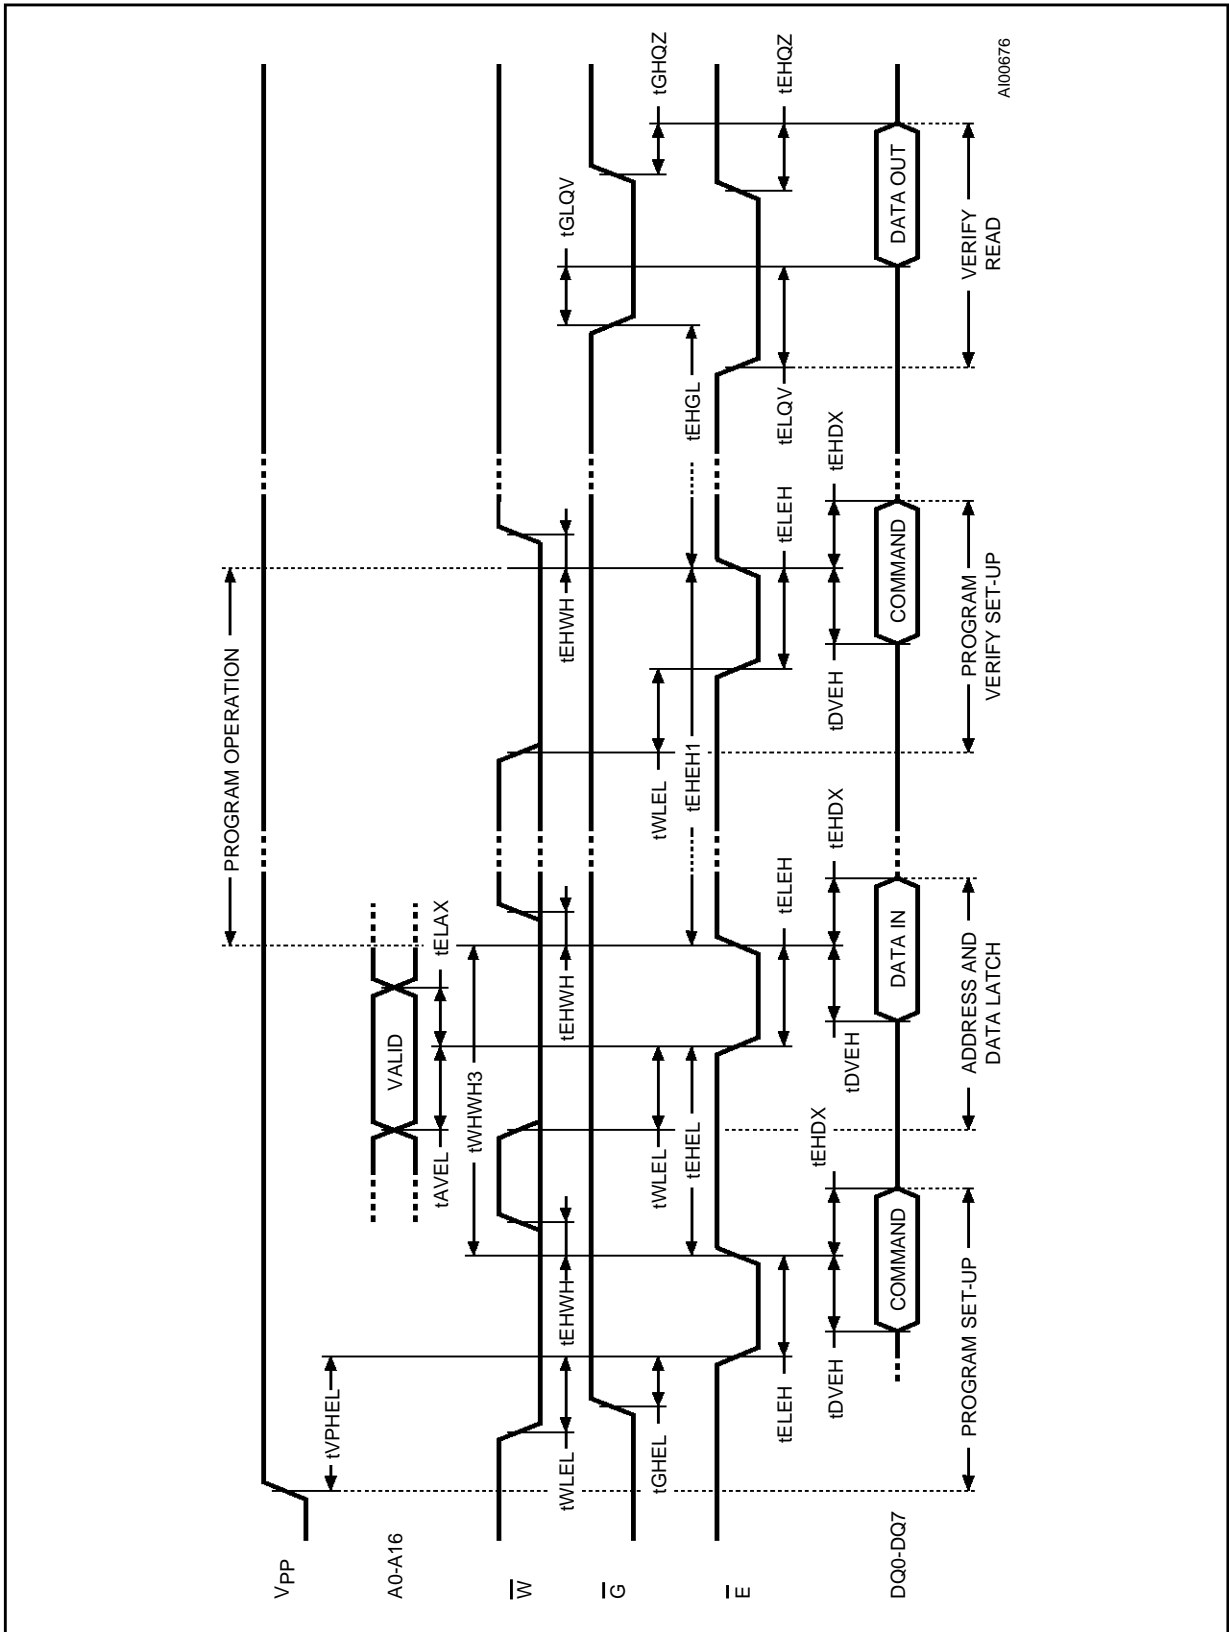 PROGRAM OPERATION
VPP
tVPHEL
A0-A16
VALID
tAVEL
tELAX
tWHWH3
W
tWLEL
tEHWH
tEHWH
tEHWH
tGLQV
G
tGHEL
tWLEL
tWLEL
tGHQZ
tEHEL
tEHEH1
tEHGL
E
tELEH
tELEH
tELEH
tELQV
tEHQZ
tDVEH
tEHDX
tDVEH
tEHDX
tDVEH
tEHDX
DQ0-DQ7
COMMAND
DATA IN
COMMAND
DATA OUT
PROGRAM SET-UP
ADDRESS AND
DATA LATCH
PROGRAM
VERIFY SET-UP
VERIFY
READ
AI00676